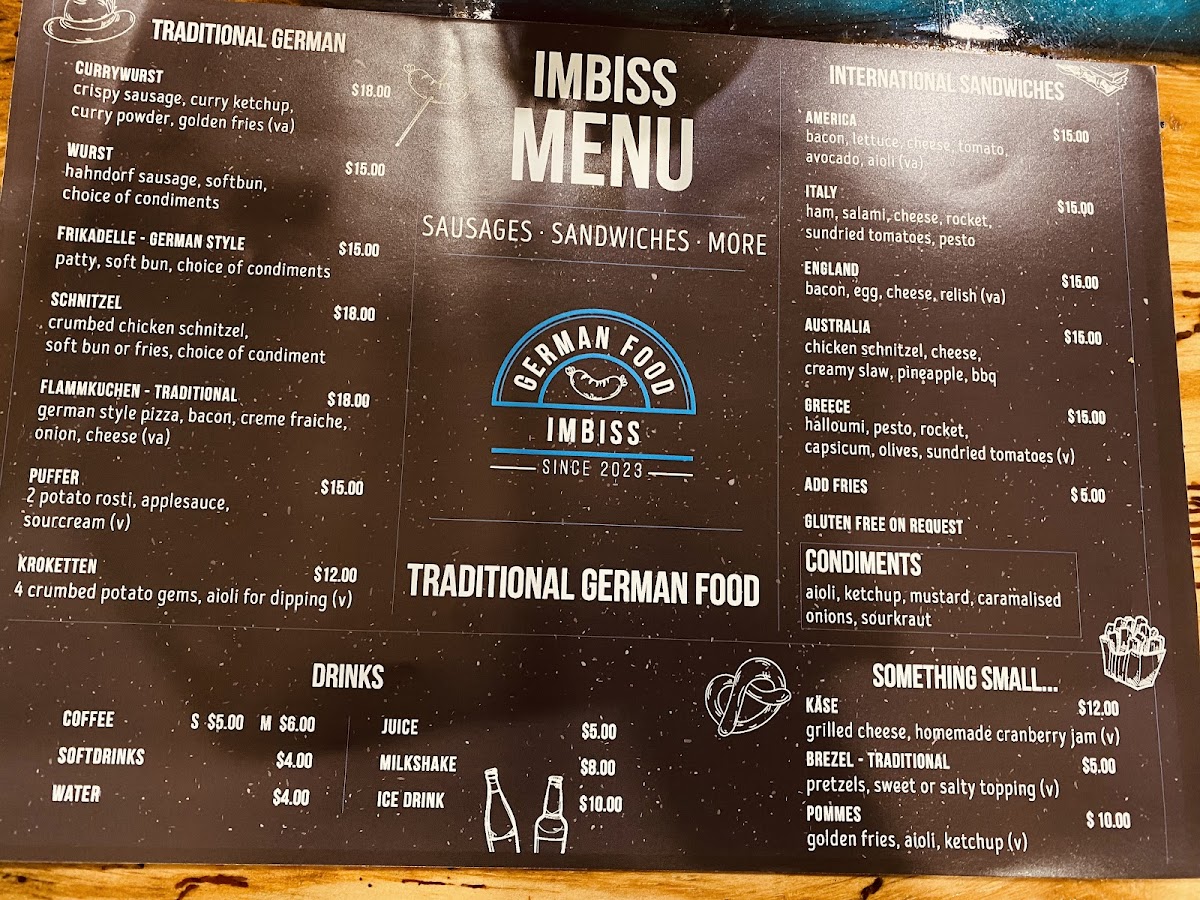 TRADITIONAL GERMAN
CURRYWURST $18.00
crispy sausage, curry ketchup,
curry powder, golden fries (va)
WURST $15.00
hahndorf sausage, softbun,
choice of condiments
FRIKADELLE - GERMAN STYLE $15.00
patty, soft bun, choice of condiments
SCHNITZEL $18.00
crumbed chicken schnitzel,
soft bun or fries, choice of condiment
FLAMMKUCHEN - TRADITIONAL $18.00
german style pizza, bacon, creme fraiche,
onion, cheese (va)
PUFFER $15.00
2 potato rosti, applesauce,
sourcream (v)
KROKETTEN $12.00
4 crumbed potato gems, aioli for dipping (v)
IMBISS
MENU
SAUSAGES · SANDWICHES · MORE
GERMAN FOOD
IMBISS
SINCE 2023
TRADITIONAL GERMAN FOOD
INTERNATIONAL SANDWICHES
AMERICA $15.00
bacon, lettuce, cheese, tomato,
avocado, aioli (va)
ITALY $15.00
ham, salami, cheese, rocket,
sundried tomatoes, pesto
ENGLAND $15.00
bacon, egg, cheese, relish (va)
AUSTRALIA $15.00
chicken schnitzel, cheese,
creamy slaw, pineapple, bbq
GREECE $15.00
halloumi, pesto, rocket,
capsicum, olives, sundried tomatoes (v)
ADD FRIES $5.00
GLUTEN FREE ON REQUEST
CONDIMENTS
aioli, ketchup, mustard, caramalised
onions, sourkraut
DRINKS
COFFEE S $5.00 M $6.00
SOFTDRINKS $4.00
WATER $4.00
JUICE $5.00
MILKSHAKE $8.00
ICE DRINK $10.00
SOMETHING SMALL...
KÄSE $12.00
grilled cheese, homemade cranberry jam (v)
BREZEL - TRADITIONAL $5.00
pretzels, sweet or salty topping (v)
POMMES $10.00
golden fries, aioli, ketchup (v)